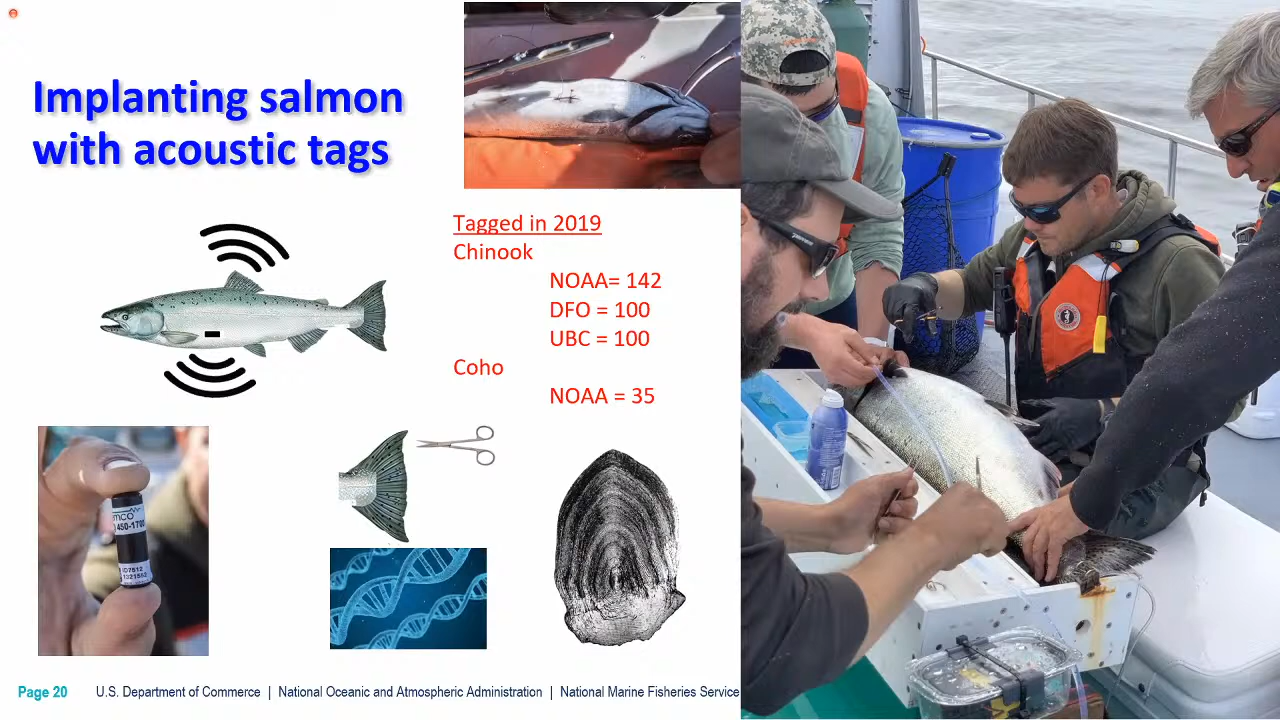 Implanting salmon
with acoustic tags
Tagged in 2019
Chinook
NOAA= 142
DFO = 100
UBC = 100
Coho
NOAA = 35
Page 20 U.S. Department of Commerce | National Oceanic and Atmospheric Administration | National Marine Fisheries Service